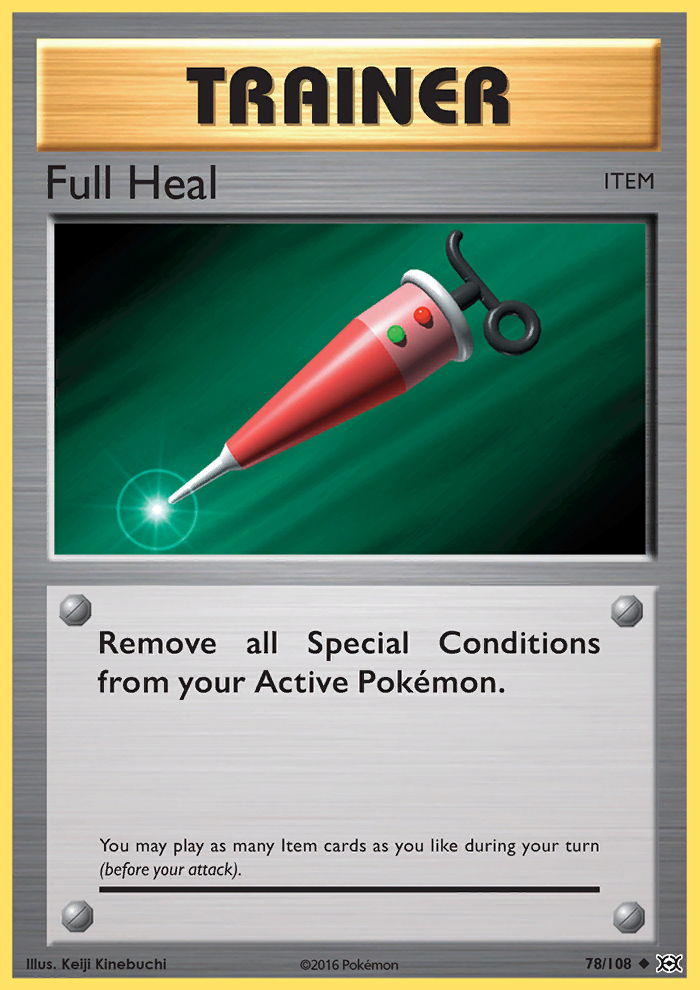 TRAINER
Full Heal
ITEM
Remove all Special Conditions
from your Active Pokémon.
You may play as many Item cards as you like during your turn
(before your attack).
Illus. Keiji Kinebuchi
©2016 Pokémon
78/108 ◆